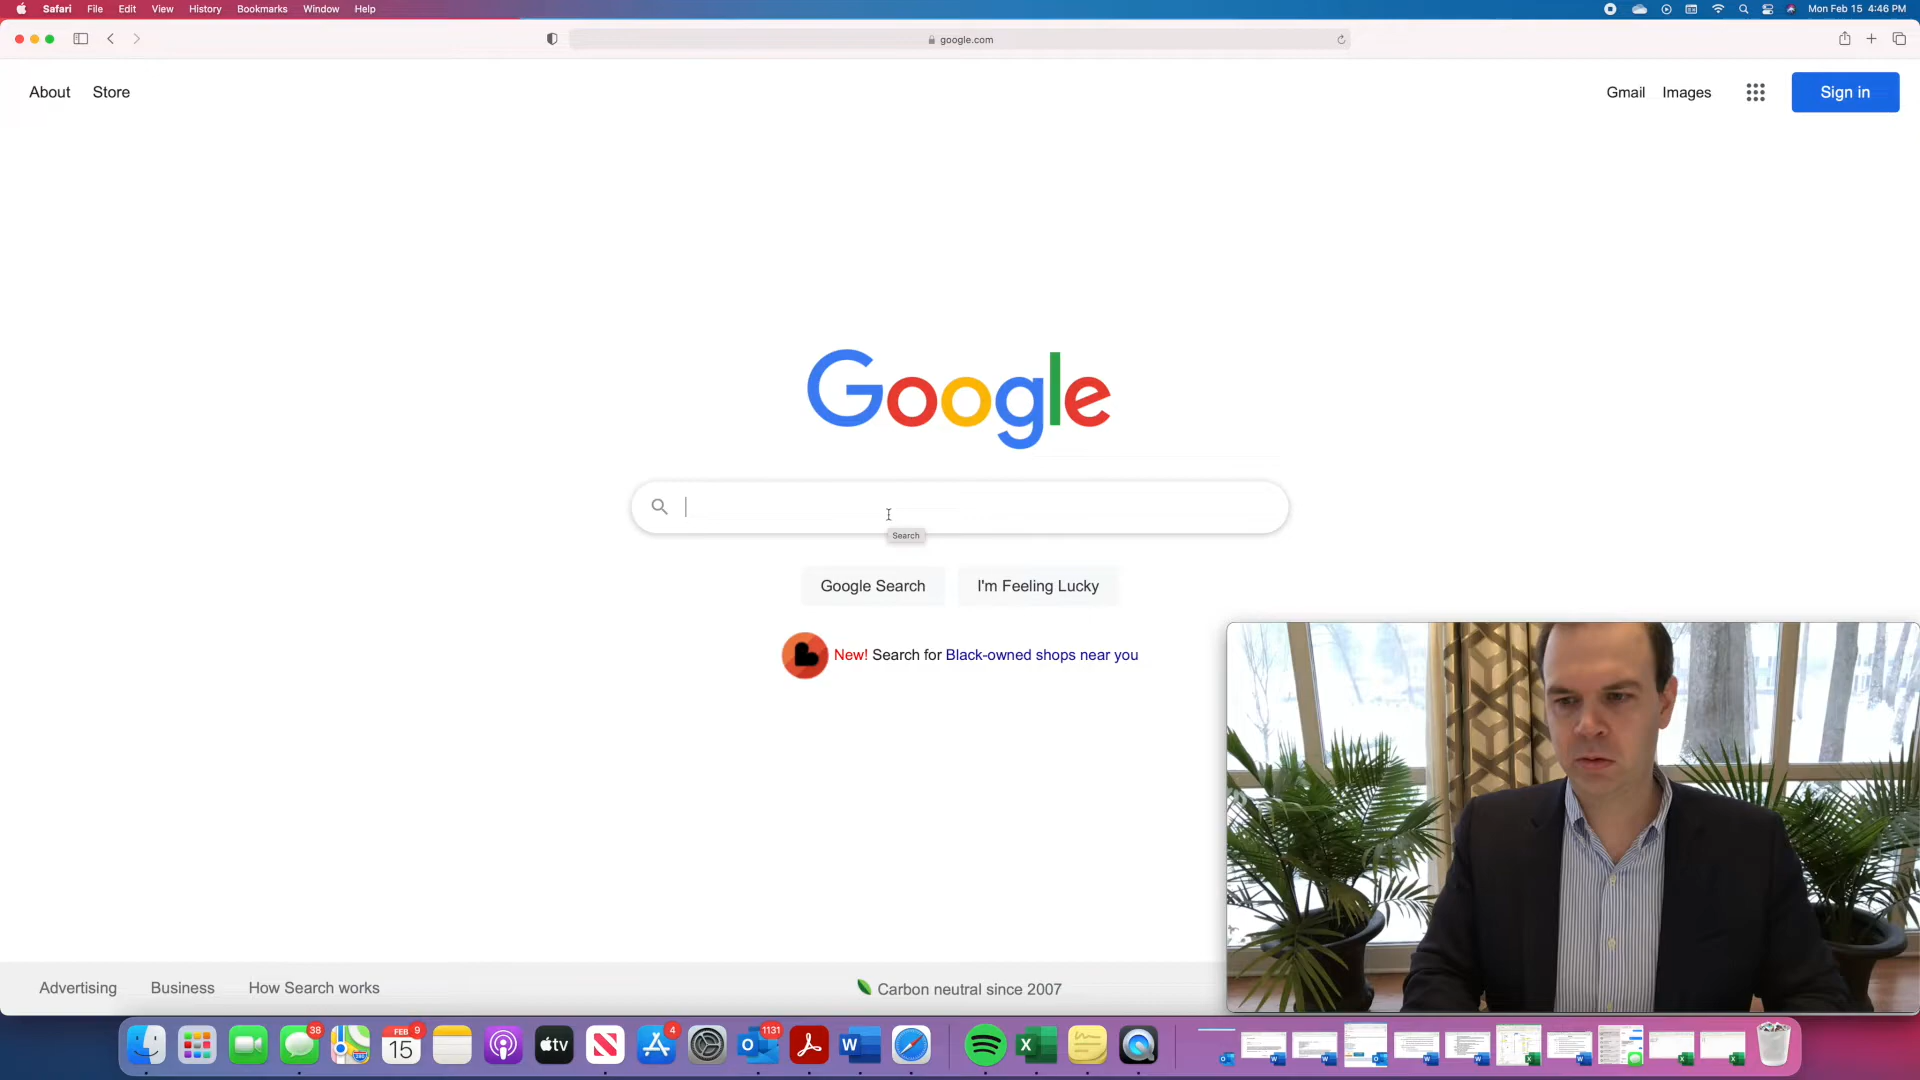 Safari File Edit View History Bookmarks Window Help
Mon Feb 15 4:46 PM
google.com
About Store
Gmail Images
Sign in
Google
Search
Google Search
I'm Feeling Lucky
New! Search for Black-owned shops near you
Advertising Business How Search works
Carbon neutral since 2007
38
FEB
9
15
tv
4
1131
W
X